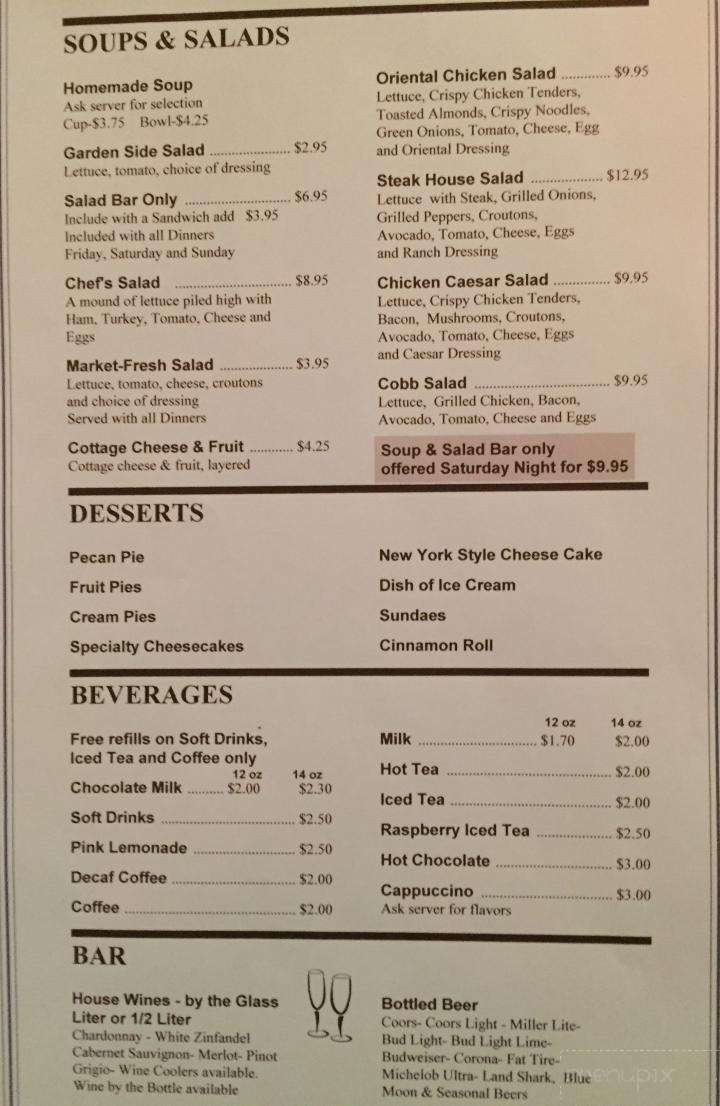 SOUPS & SALADS
Homemade Soup
Ask server for selection
Cup-$3.75 Bowl-$4.25
Garden Side Salad ..................... $2.95
Lettuce, tomato, choice of dressing
Salad Bar Only ........................... $6.95
Include with a Sandwich add $3.95
Included with all Dinners
Friday, Saturday and Sunday
Chef's Salad ............................... $8.95
A mound of lettuce piled high with
Ham, Turkey, Tomato, Cheese and
Eggs
Market-Fresh Salad ................... $3.95
Lettuce, tomato, cheese, croutons
and choice of dressing
Served with all Dinners
Cottage Cheese & Fruit ........... $4.25
Cottage cheese & fruit, layered
Oriental Chicken Salad ............ $9.95
Lettuce, Crispy Chicken Tenders,
Toasted Almonds, Crispy Noodles,
Green Onions, Tomato, Cheese, Egg
and Oriental Dressing
Steak House Salad ................... $12.95
Lettuce with Steak, Grilled Onions,
Grilled Peppers, Croutons,
Avocado, Tomato, Cheese, Eggs
and Ranch Dressing
Chicken Caesar Salad .............. $9.95
Lettuce, Crispy Chicken Tenders,
Bacon, Mushrooms, Croutons,
Avocado, Tomato, Cheese, Eggs
and Caesar Dressing
Cobb Salad .................................... $9.95
Lettuce, Grilled Chicken, Bacon,
Avocado, Tomato, Cheese and Eggs
Soup & Salad Bar only
offered Saturday Night for $9.95
DESSERTS
Pecan Pie
Fruit Pies
Cream Pies
Specialty Cheesecakes
New York Style Cheese Cake
Dish of Ice Cream
Sundaes
Cinnamon Roll
BEVERAGES
Free refills on Soft Drinks,
Iced Tea and Coffee only
12 oz 14 oz
Chocolate Milk ......... $2.00 $2.30
Soft Drinks .................................... $2.50
Pink Lemonade ........................... $2.50
Decaf Coffee ................................. $2.00
Coffee .............................................. $2.00
12 oz 14 oz
Milk ............................... $1.70 $2.00
Hot Tea ............................................ $2.00
Iced Tea ........................................... $2.00
Raspberry Iced Tea .................... $2.50
Hot Chocolate ............................... $3.00
Cappuccino ................................... $3.00
Ask server for flavors
BAR
House Wines - by the Glass
Liter or 1/2 Liter
Chardonnay - White Zinfandel
Cabernet Sauvignon- Merlot- Pinot
Grigio- Wine Coolers available.
Wine by the Bottle available
Bottled Beer
Coors- Coors Light - Miller Lite-
Bud Light- Bud Light Lime-
Budweiser- Corona- Fat Tire-
Michelob Ultra- Land Shark, Blue
Moon & Seasonal Beers
menupix